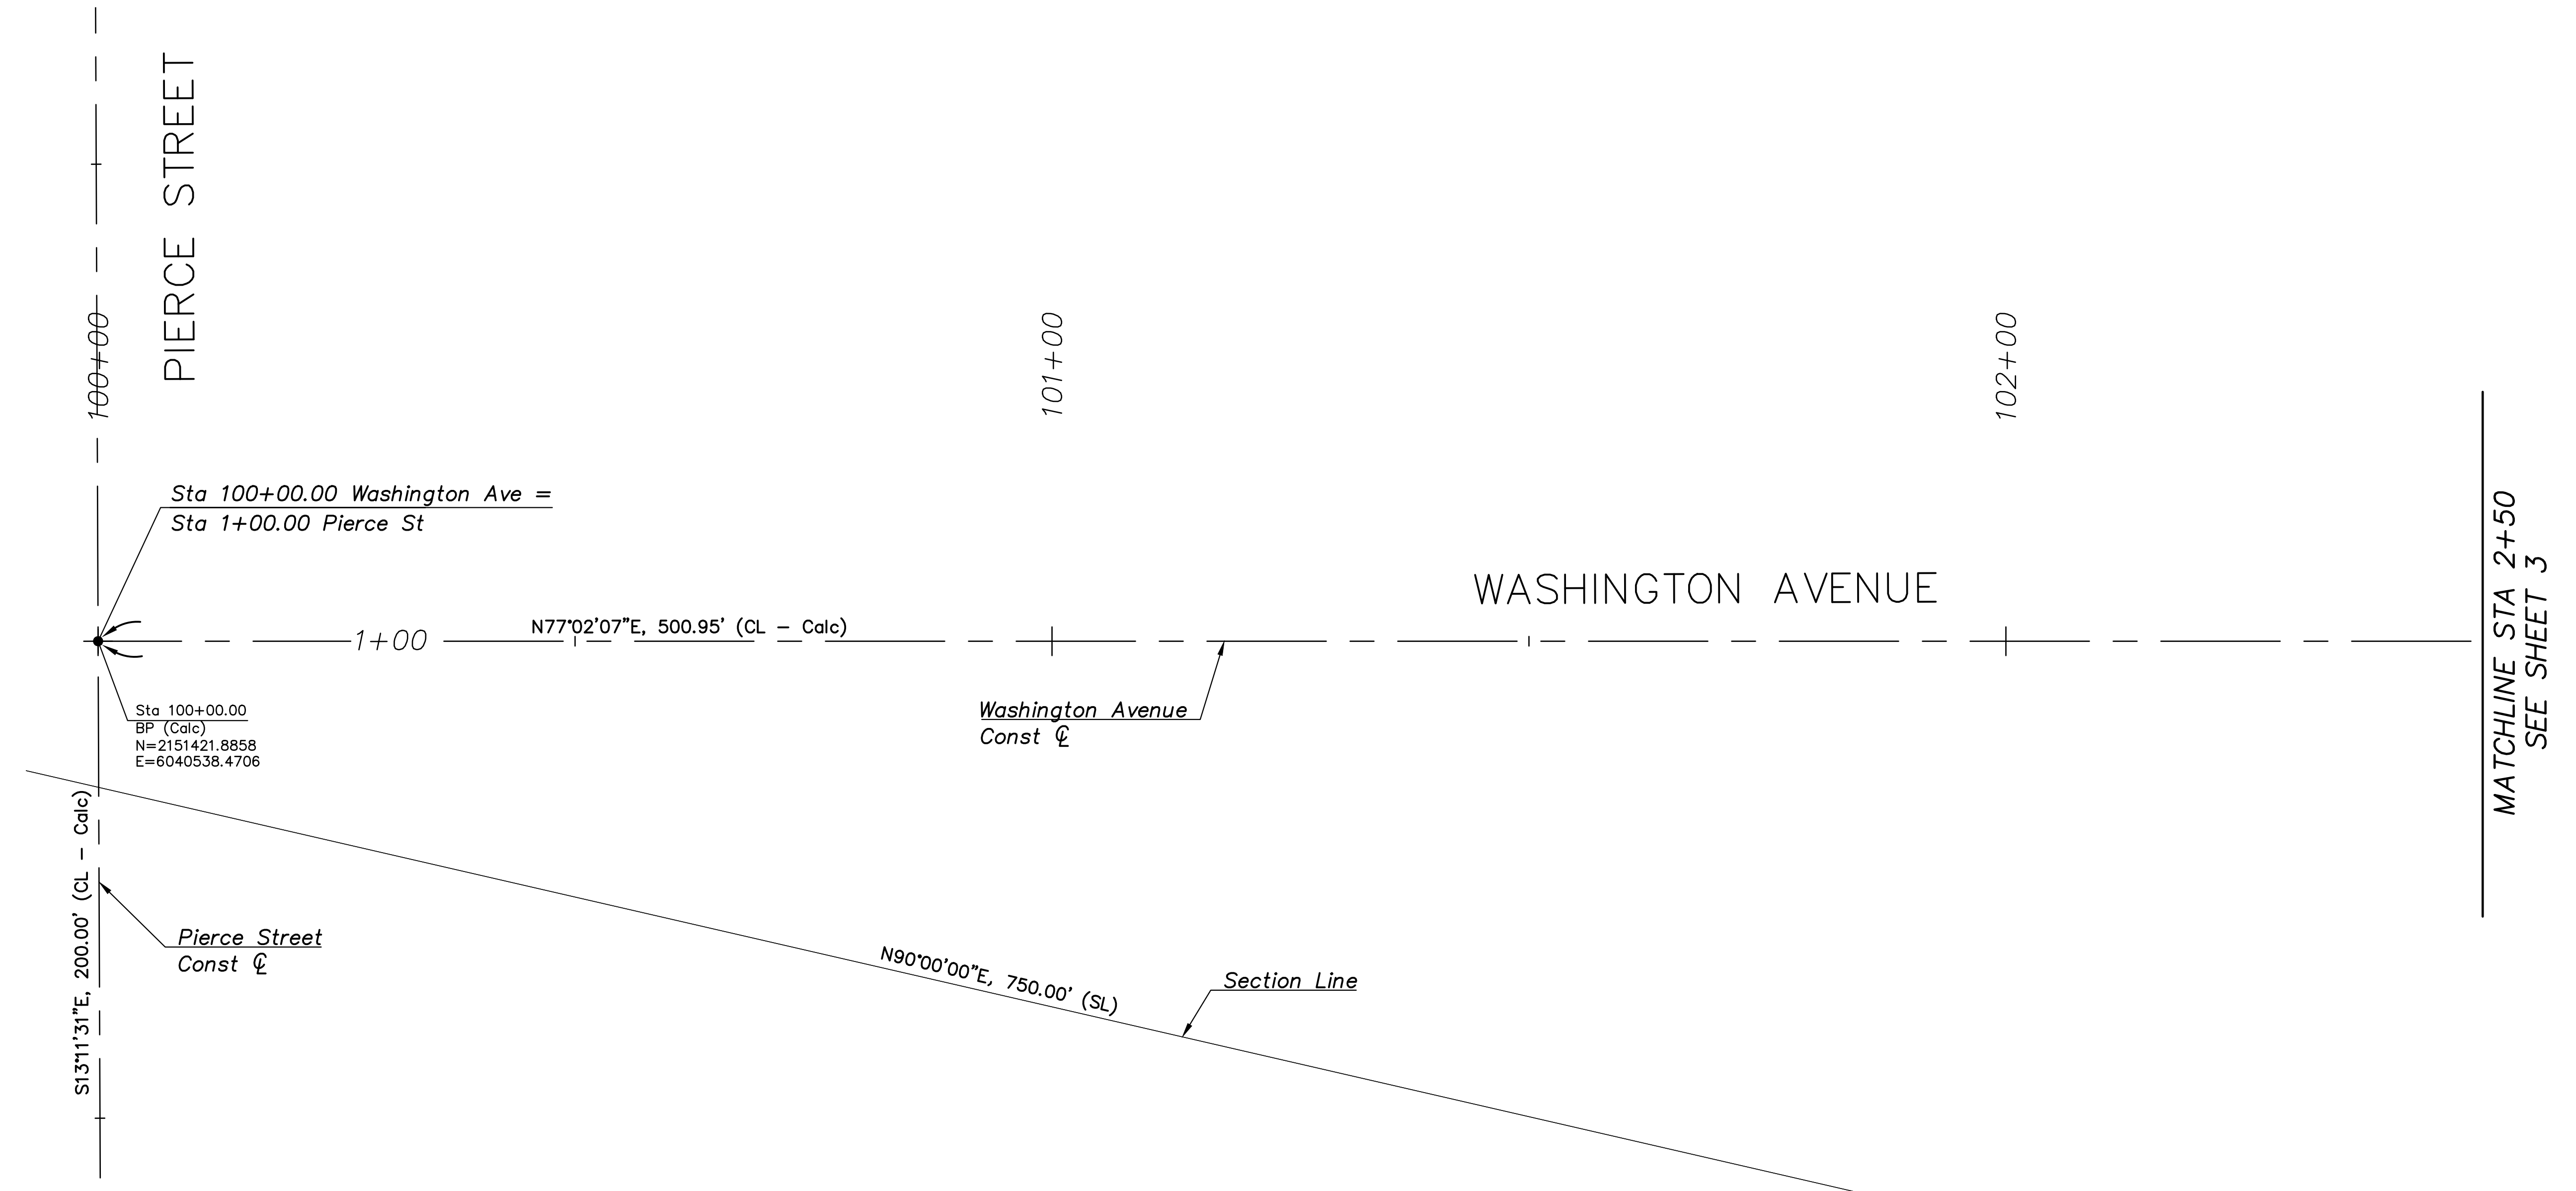 PIERCE STREET
100+00
101+00
102+00
Sta 100+00.00 Washington Ave =
Sta 1+00.00 Pierce St
WASHINGTON AVENUE
N77°02'07"E, 500.95' (CL - Calc)
1+00
MATCHLINE STA 2+50
SEE SHEET 3
Sta 100+00.00
BP (Calc)
N=2151421.8858
E=6040538.4706
Washington Avenue
Const ℄
S13°11'31"E, 200.00' (CL - Calc)
Pierce Street
Const ℄
N90°00'00"E, 750.00' (SL)
Section Line